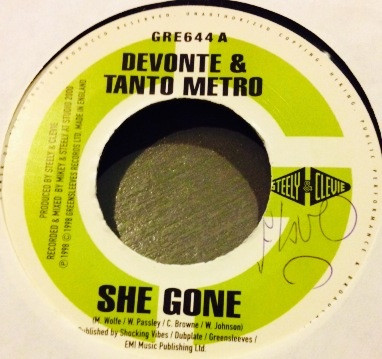 GRE644 A
DEVONTE &
TANTO METRO
PRODUCED BY STEELY & CLEVIE
RECORDED & MIXED BY MIKEY & STEELY AT STUDIO 2000
℗ 1998 © 1998 GREENSLEEVES RECORDS LTD. MADE IN ENGLAND
STEELY & CLEVIE
SHE GONE
(M. Wolfe / W. Passley / C. Browne / W. Johnson)
Published by Shocking Vibes / Dubplate / Greensleeves /
EMI Music Publishing Ltd.